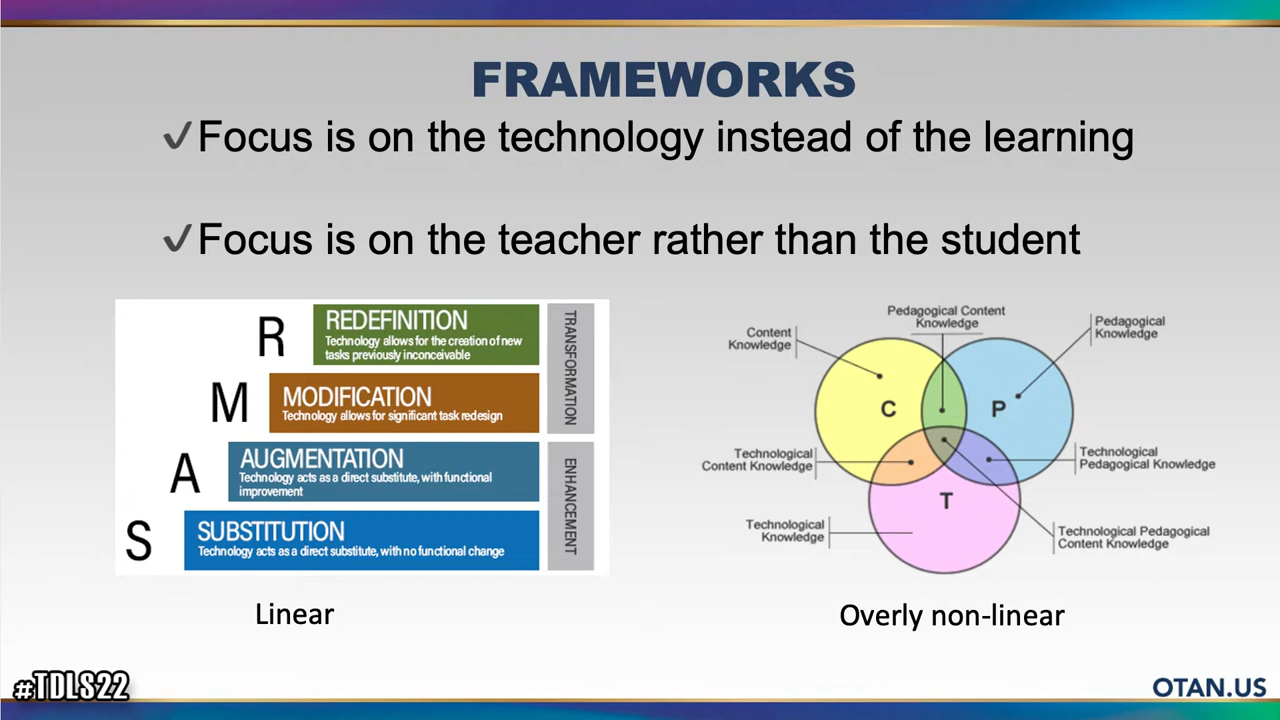 FRAMEWORKS
✓Focus is on the technology instead of the learning
✓Focus is on the teacher rather than the student
R
REDEFINITION
Technology allows for the creation of new
tasks previously inconceivable
M
MODIFICATION
Technology allows for significant task redesign
TRANSFORMATION
A
AUGMENTATION
Technology acts as a direct substitute, with functional
improvement
S
SUBSTITUTION
Technology acts as a direct substitute, with no functional change
ENHANCEMENT
Linear
Pedagogical Content
Knowledge
Content
Knowledge
Pedagogical
Knowledge
C
P
Technological
Content Knowledge
Technological
Pedagogical Knowledge
T
Technological
Knowledge
Technological Pedagogical
Content Knowledge
Overly non-linear
#TDLS22
OTAN.US